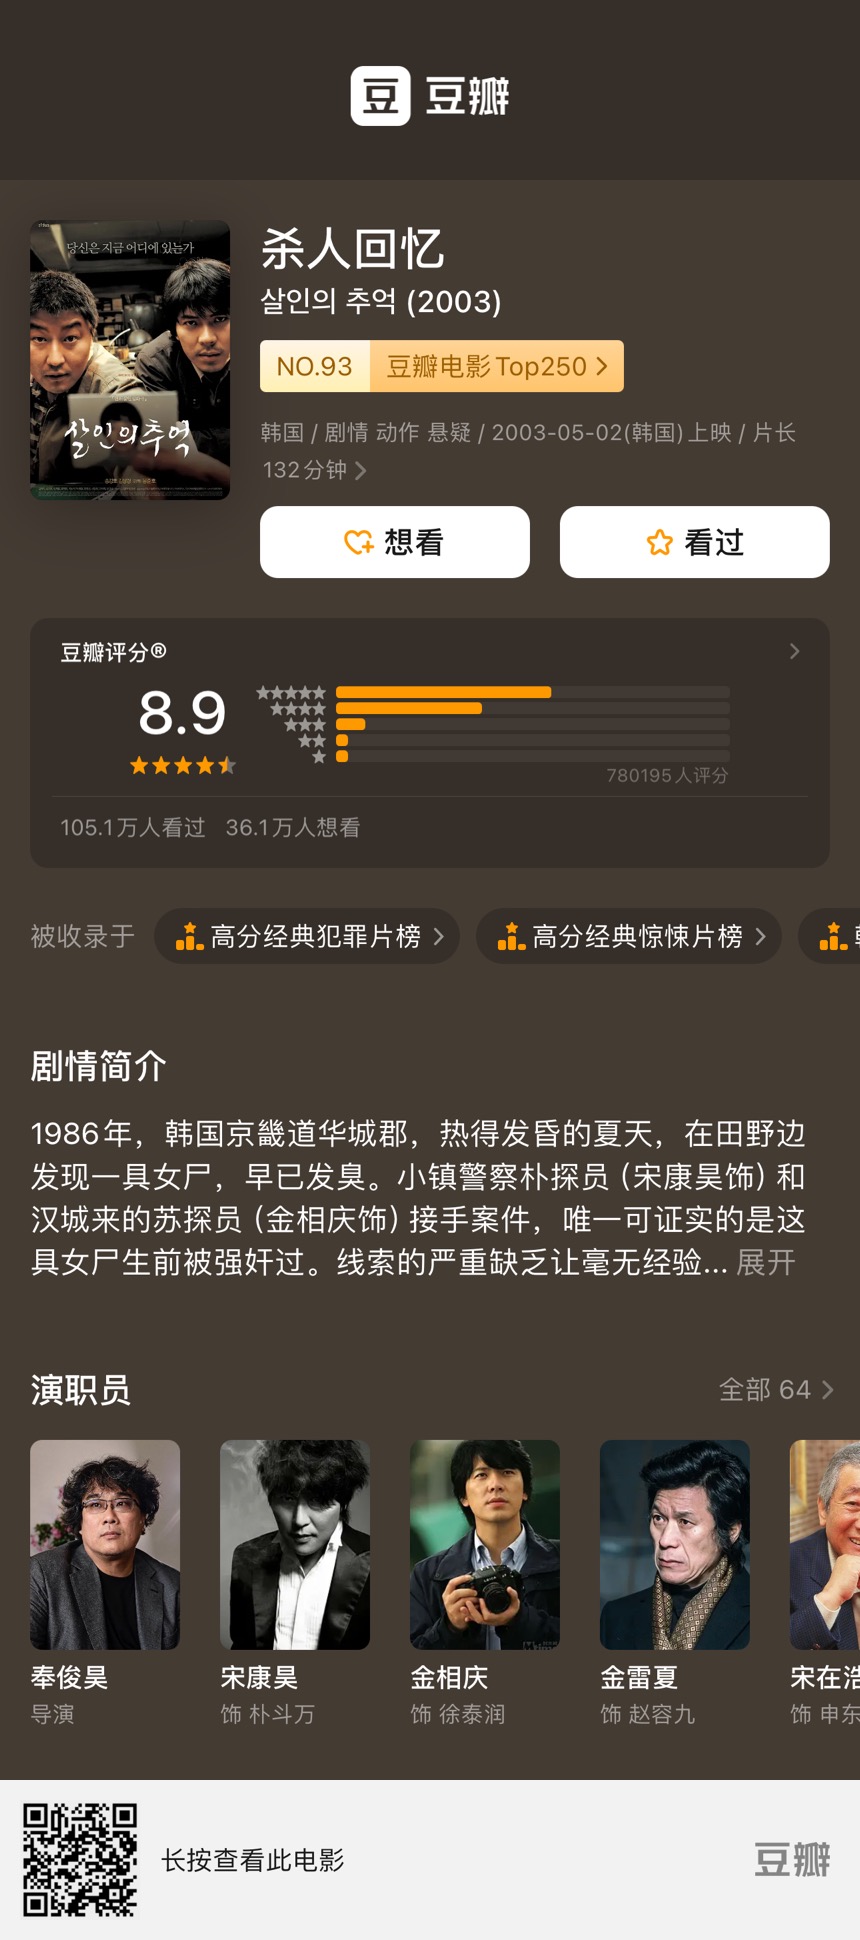 豆 豆瓣
당신은 지금 어디에 있는가
살인의추억
杀人回忆
살인의 추억 (2003)
NO.93 豆瓣电影 Top250
韩国 / 剧情 动作 悬疑 / 2003-05-02(韩国)上映 / 片长
132分钟
想看 看过
豆瓣评分®
8.9
780195人评分
105.1万人看过 36.1万人想看
被收录于 高分经典犯罪片榜 高分经典惊悚片榜
剧情简介
1986年，韩国京畿道华城郡，热得发昏的夏天，在田野边
发现一具女尸，早已发臭。小镇警察朴探员（宋康昊饰）和
汉城来的苏探员（金相庆饰）接手案件，唯一可证实的是这
具女尸生前被强奸过。线索的严重缺乏让毫无经验... 展开
演职员 全部 64
奉俊昊 宋康昊 金相庆 金雷夏 宋在浩
导演 饰 朴斗万 饰 徐泰润 饰 赵容九 饰 申东
长按查看此电影 豆瓣